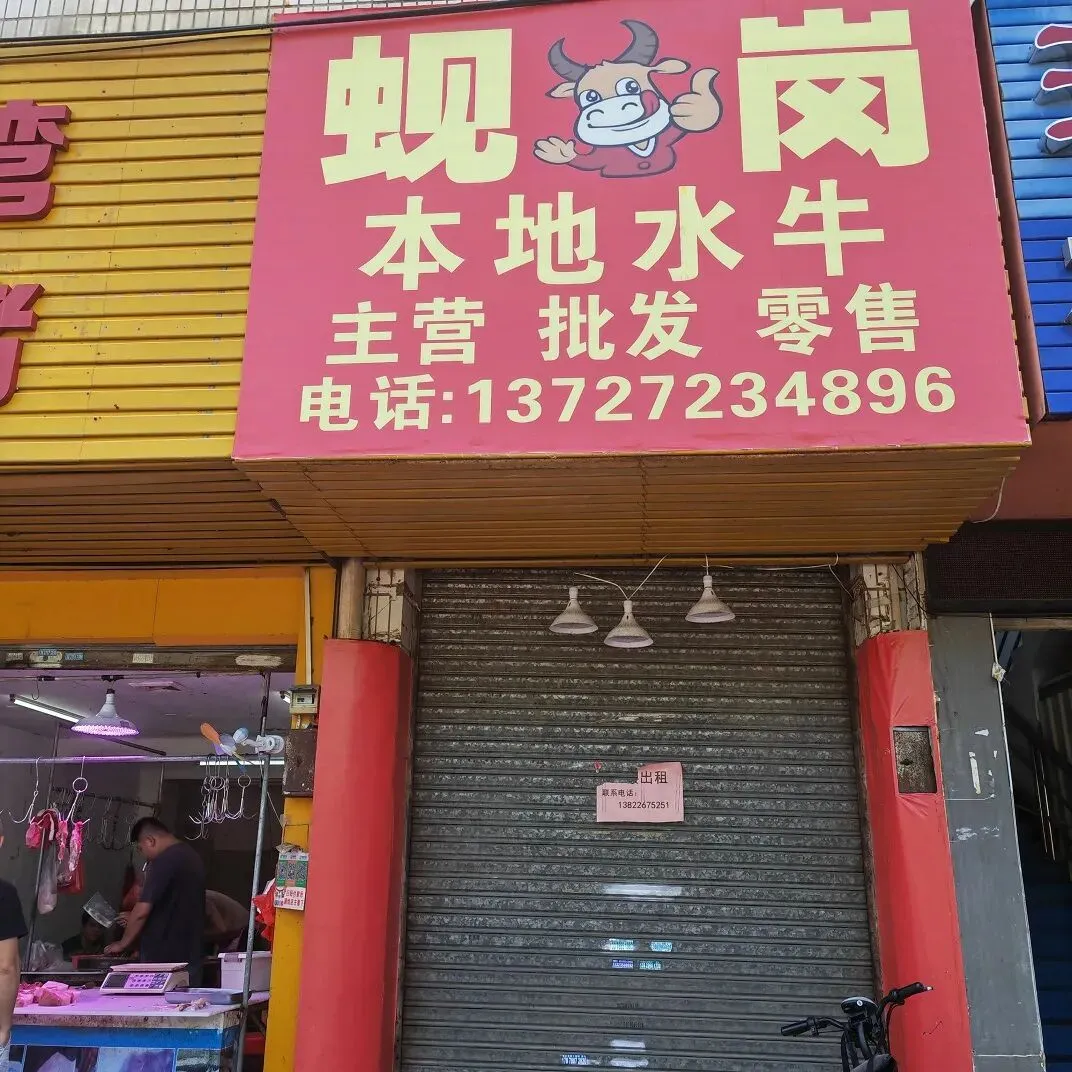 蚬岗
本地水牛
主营 批发 零售
电话:13727234896
湾
出租
联系电话:
13822675251